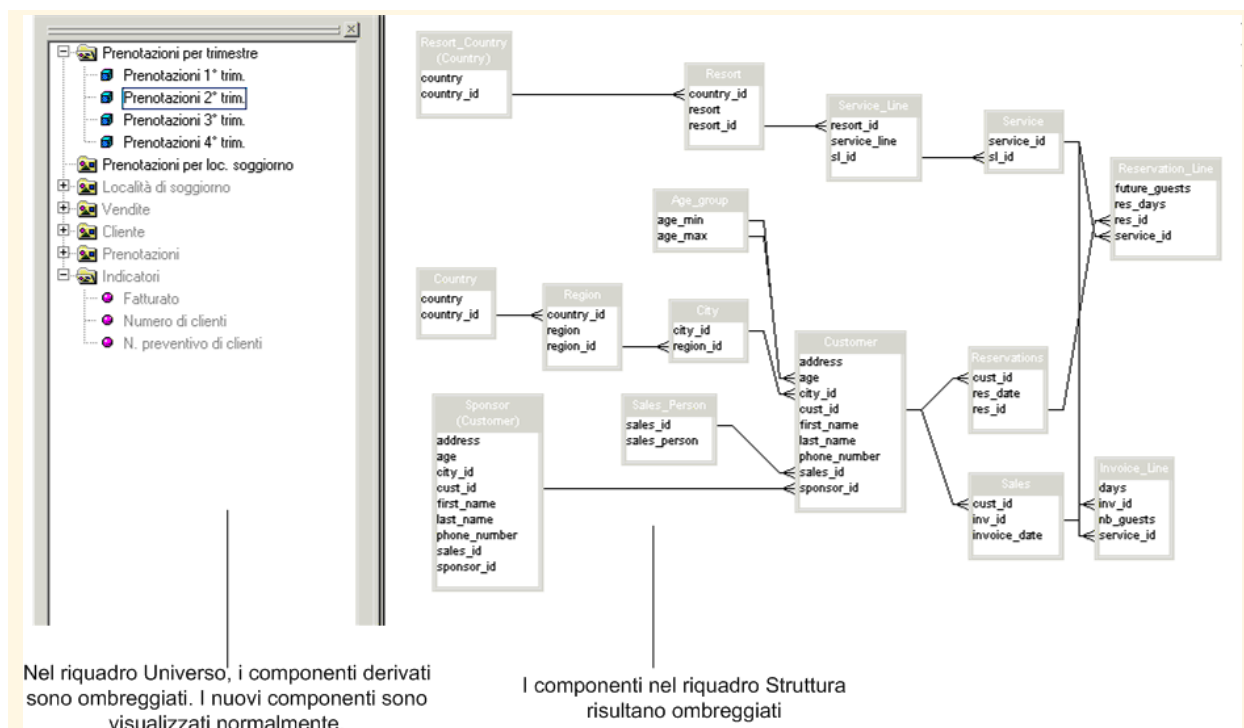 Prenotazioni per trimestre
Prenotazioni 1° trim.
Prenotazioni 2° trim.
Prenotazioni 3° trim.
Prenotazioni 4° trim.
Prenotazioni per loc. soggiorno
Località di soggiorno
Vendite
Cliente
Prenotazioni
Indicatori
Fatturato
Numero di clienti
N. preventivo di clienti
Resort_Country
(Country)
country
country_id
Resort
country_id
resort
resort_id
Service_Line
resort_id
service_line
sl_id
Service
service_id
sl_id
Reservation_Line
future_guests
res_days
res_id
service_id
Age_group
age_min
age_max
Country
country
country_id
Region
country_id
region
region_id
City
city_id
region_id
Customer
address
age
city_id
cust_id
first_name
last_name
phone_number
sales_id
sponsor_id
Reservations
cust_id
res_date
res_id
Sponsor
(Customer)
address
age
city_id
cust_id
first_name
last_name
phone_number
sales_id
sponsor_id
Sales_Person
sales_id
sales_person
Sales
cust_id
inv_id
invoice_date
Invoice_Line
days
inv_id
nb_guests
service_id
Nel riquadro Universo, i componenti derivati
sono ombreggiati. I nuovi componenti sono
visualizzati normalmente
I componenti nel riquadro Struttura
risultano ombreggiati